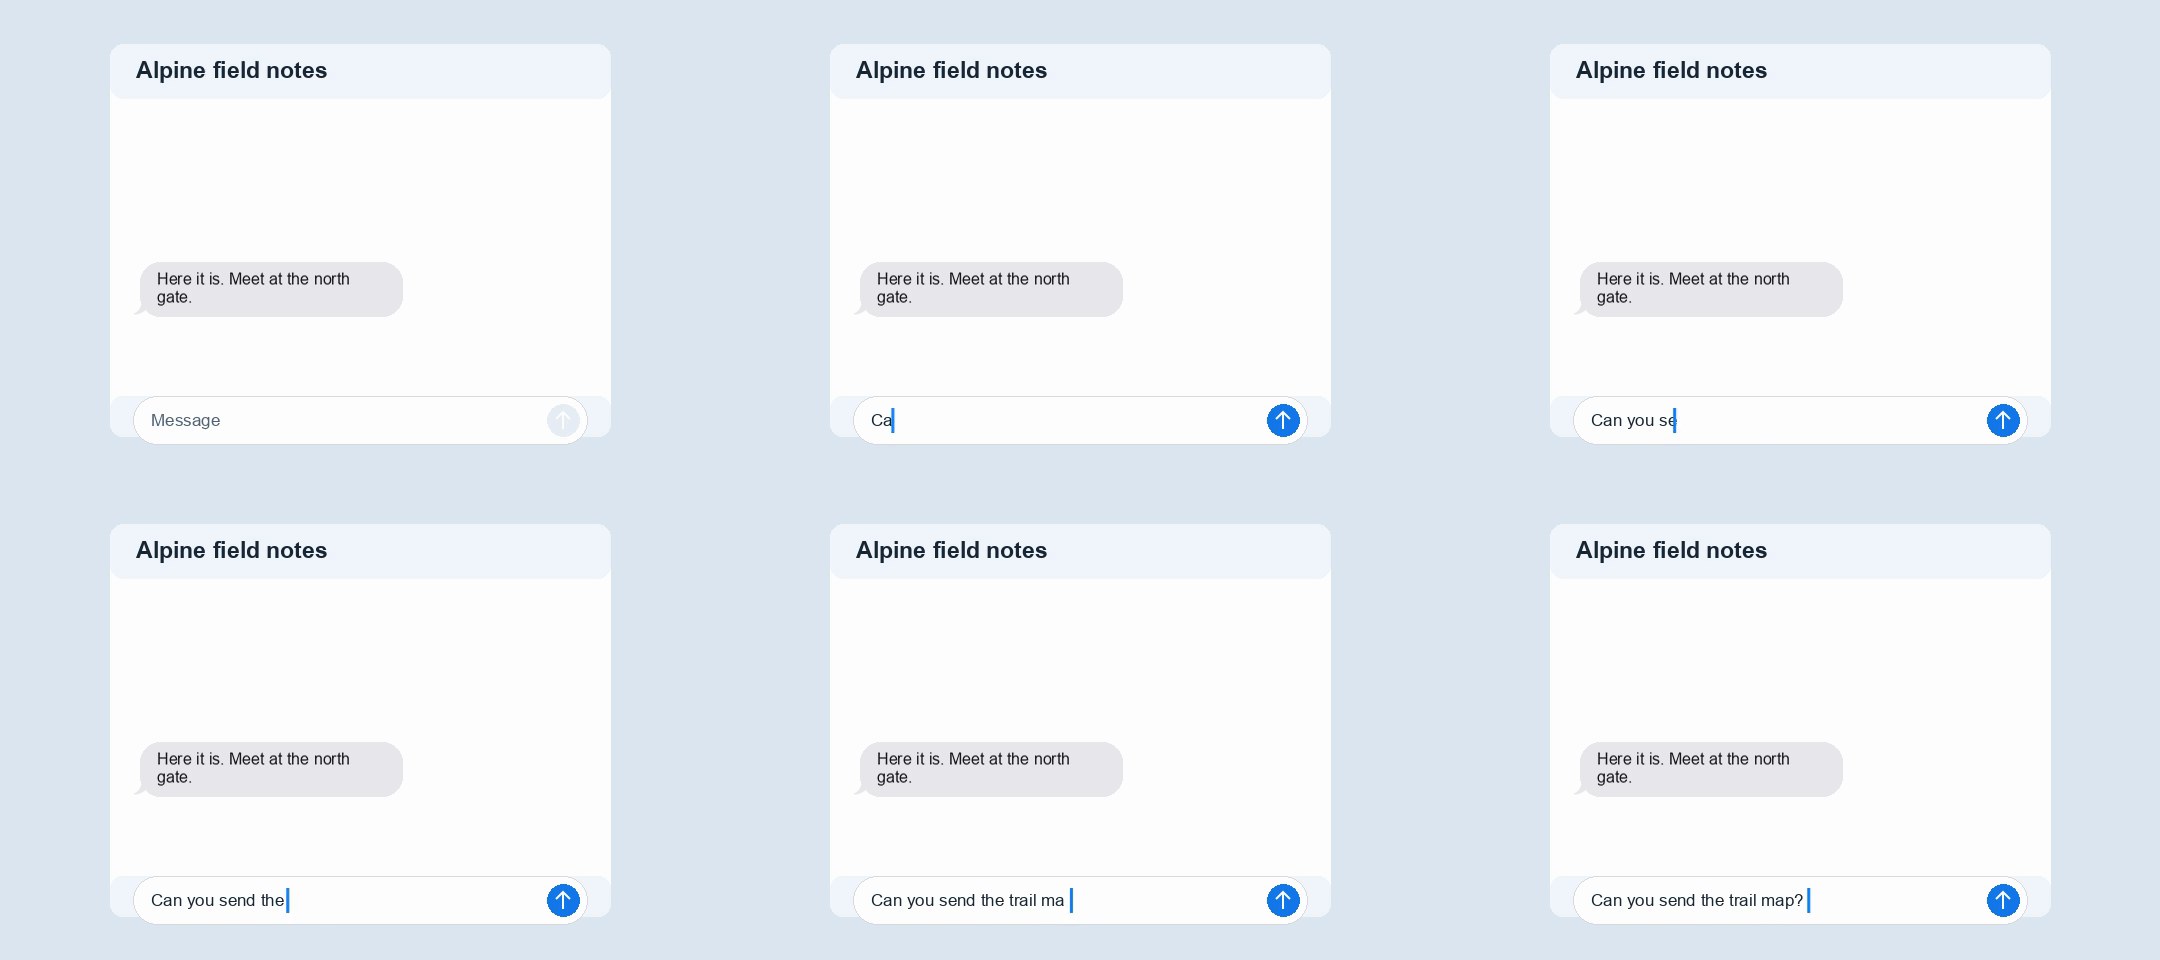 Alpine field notes
Here it is. Meet at the north
gate.
Message
Alpine field notes
Here it is. Meet at the north
gate.
Ca
Alpine field notes
Here it is. Meet at the north
gate.
Can you se
Alpine field notes
Here it is. Meet at the north
gate.
Can you send the
Alpine field notes
Here it is. Meet at the north
gate.
Can you send the trail ma
Alpine field notes
Here it is. Meet at the north
gate.
Can you send the trail map?